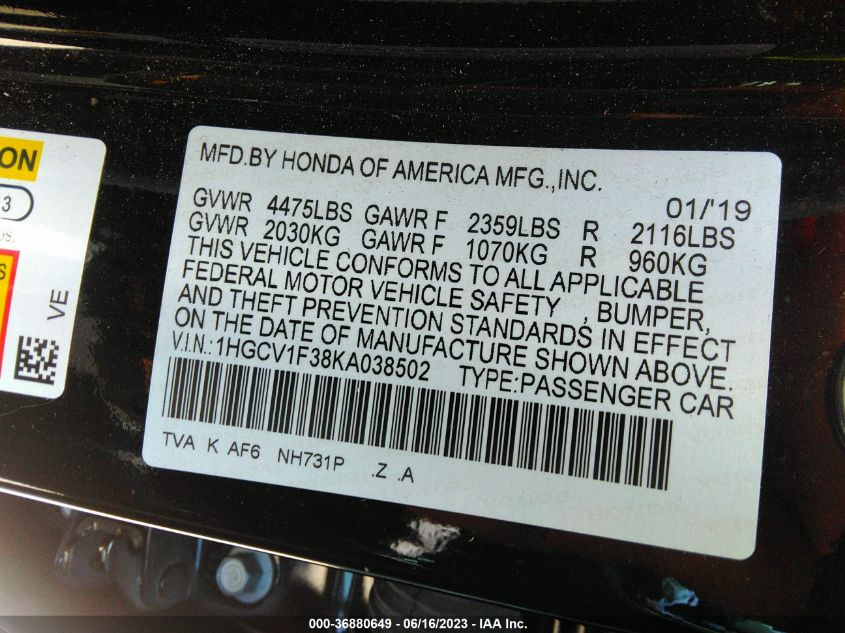 MFD.BY HONDA OF AMERICA MFG.,INC.
01/'19
GVWR 4475LBS GAWR F 2359LBS R 2116LBS
GVWR 2030KG GAWR F 1070KG R 960KG
THIS VEHICLE CONFORMS TO ALL APPLICABLE
FEDERAL MOTOR VEHICLE SAFETY , BUMPER,
AND THEFT PREVENTION STANDARDS IN EFFECT
ON THE DATE OF MANUFACTURE SHOWN ABOVE.
V.I.N.:1HGCV1F38KA038502 TYPE:PASSENGER CAR
TVA K AF6 NH731P .Z .A
ON
3
VE
000-36880649 - 06/16/2023 - IAA Inc.